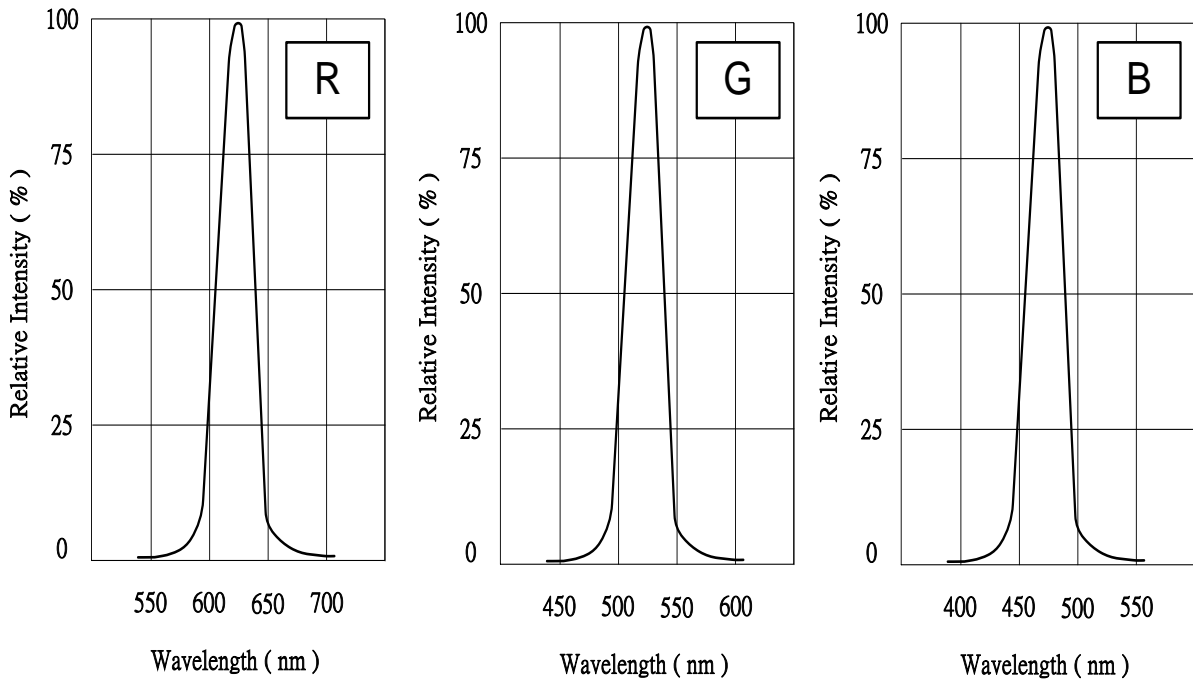 R
100
75
50
25
0
Relative Intensity ( % )
550 600 650 700
Wavelength ( nm )
G
100
75
50
25
0
Relative Intensity ( % )
450 500 550 600
Wavelength ( nm )
B
100
75
50
25
0
Relative Intensity ( % )
400 450 500 550
Wavelength ( nm )